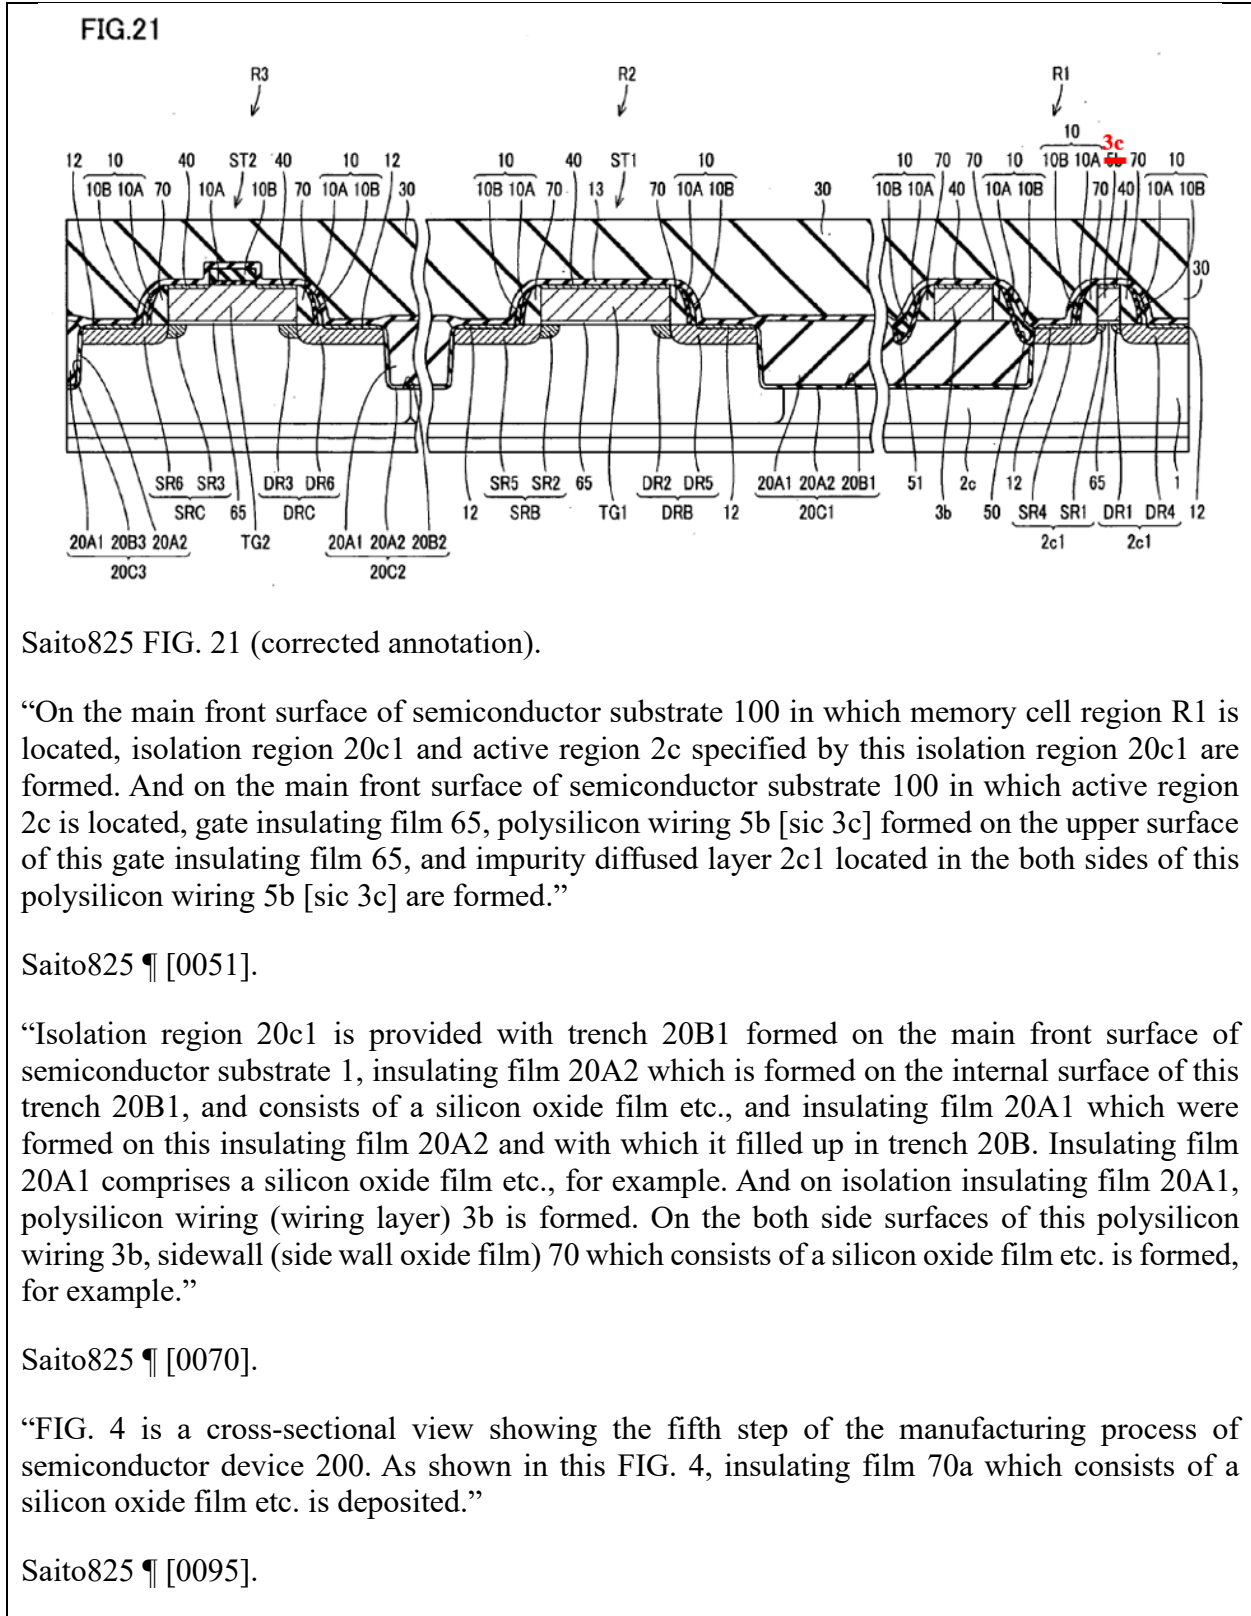 FIG.21
R3 R2 R1
10
3c
12 10 40 ST2 40 10 12 10 40 ST1 10 10 70 70 10 10B 10A 5b 70 10
10B 10A 70 10A 10B 70 10A 10B 30 10B 10A 70 13 70 10A 10B 30 10B 10A 40 10A 10B 70 40 10A 10B
30
SR6 SR3 65 DR3 DR6 12 SR5 SR2 65 DR2 DR5 12 20A1 20A2 20B1 51 2c 12 65 1
SRC DRC SRB TG1 DRB 20C1 3b 50 SR4 SR1 DR1 DR4 12
20A1 20B3 20A2 TG2 20A1 20A2 20B2 2c1 2c1
20C3 20C2
Saito825 FIG. 21 (corrected annotation).
“On the main front surface of semiconductor substrate 100 in which memory cell region R1 is
located, isolation region 20c1 and active region 2c specified by this isolation region 20c1 are
formed. And on the main front surface of semiconductor substrate 100 in which active region
2c is located, gate insulating film 65, polysilicon wiring 5b [sic 3c] formed on the upper surface
of this gate insulating film 65, and impurity diffused layer 2c1 located in the both sides of this
polysilicon wiring 5b [sic 3c] are formed.”
Saito825 ¶ [0051].
“Isolation region 20c1 is provided with trench 20B1 formed on the main front surface of
semiconductor substrate 1, insulating film 20A2 which is formed on the internal surface of this
trench 20B1, and consists of a silicon oxide film etc., and insulating film 20A1 which were
formed on this insulating film 20A2 and with which it filled up in trench 20B. Insulating film
20A1 comprises a silicon oxide film etc., for example. And on isolation insulating film 20A1,
polysilicon wiring (wiring layer) 3b is formed. On the both side surfaces of this polysilicon
wiring 3b, sidewall (side wall oxide film) 70 which consists of a silicon oxide film etc. is formed,
for example.”
Saito825 ¶ [0070].
“FIG. 4 is a cross-sectional view showing the fifth step of the manufacturing process of
semiconductor device 200. As shown in this FIG. 4, insulating film 70a which consists of a
silicon oxide film etc. is deposited.”
Saito825 ¶ [0095].